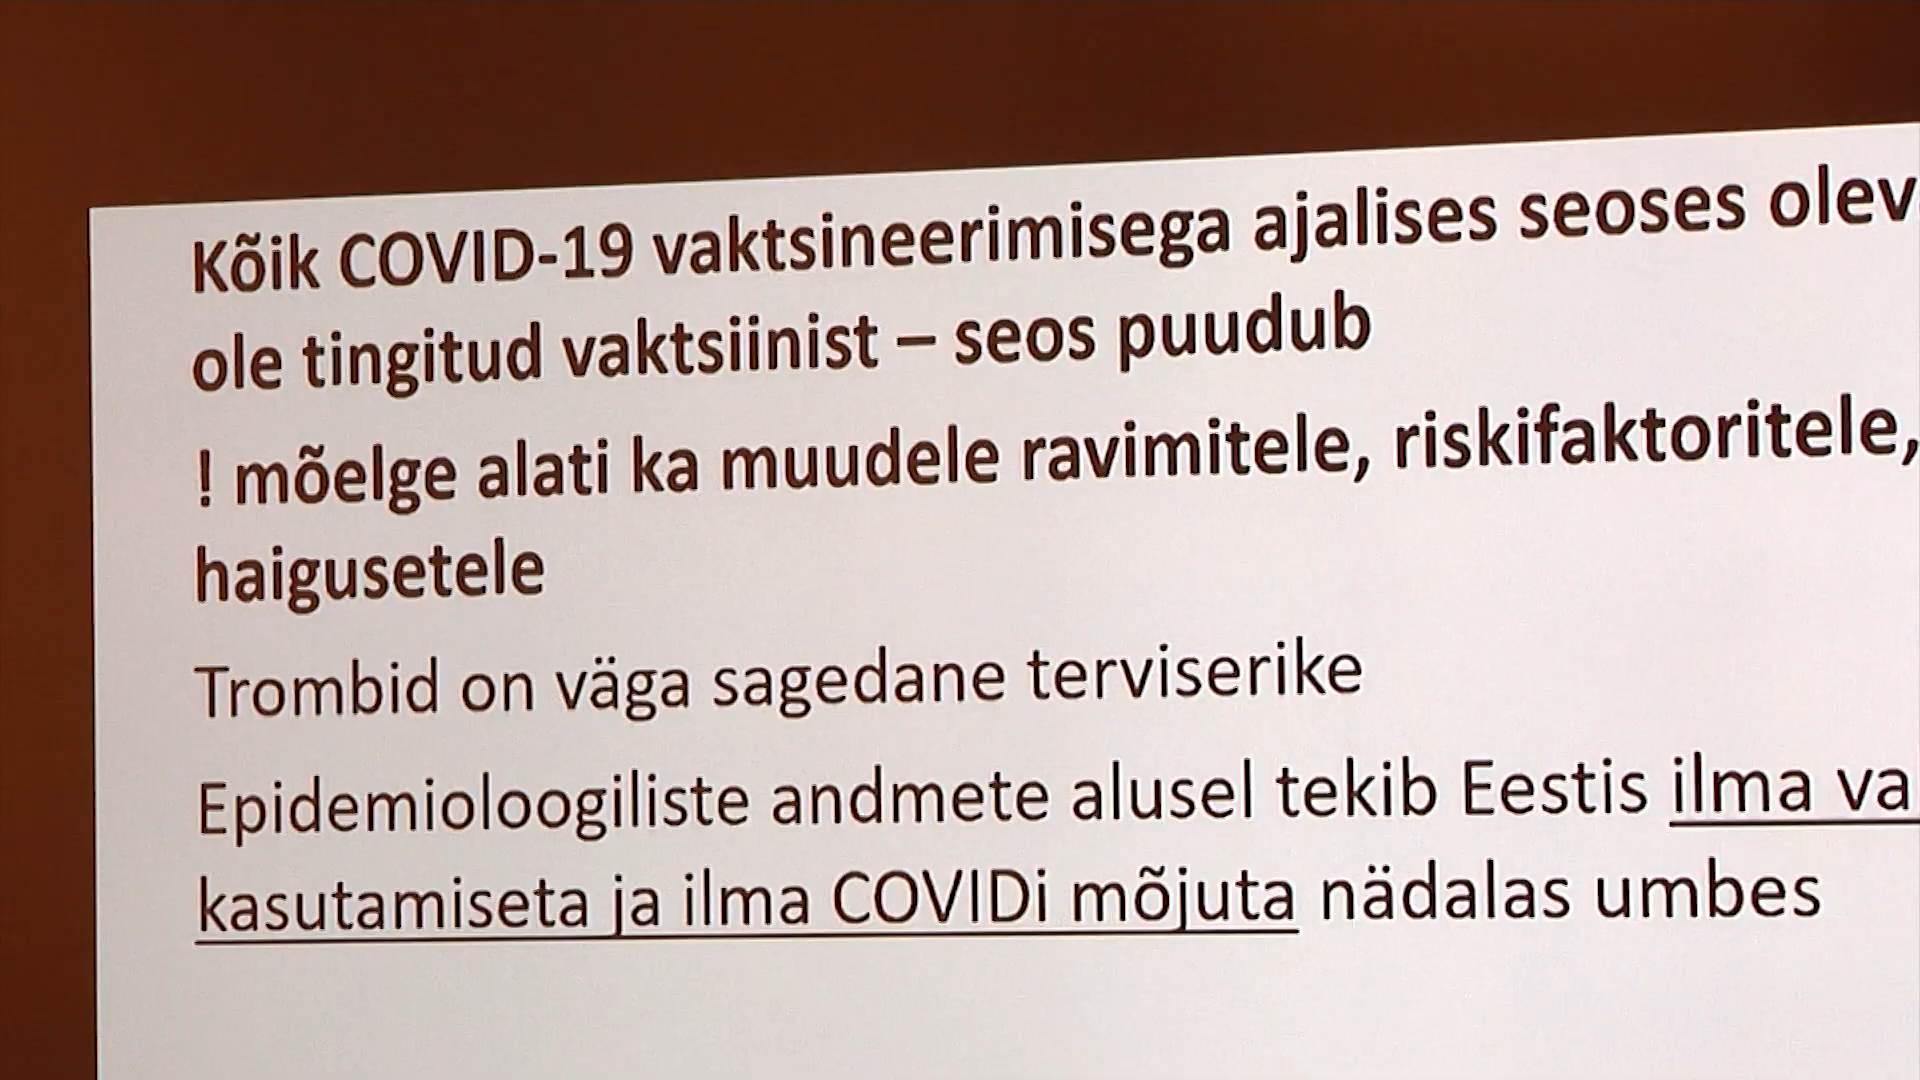 Kõik COVID-19 vaktsineerimisega ajalises seoses olev
ole tingitud vaktsiinist – seos puudub
! mõelge alati ka muudele ravimitele, riskifaktoritele,
haigusetele
Trombid on väga sagedane terviserike
Epidemioloogiliste andmete alusel tekib Eestis ilma va
kasutamiseta ja ilma COVIDi mõjuta nädalas umbes